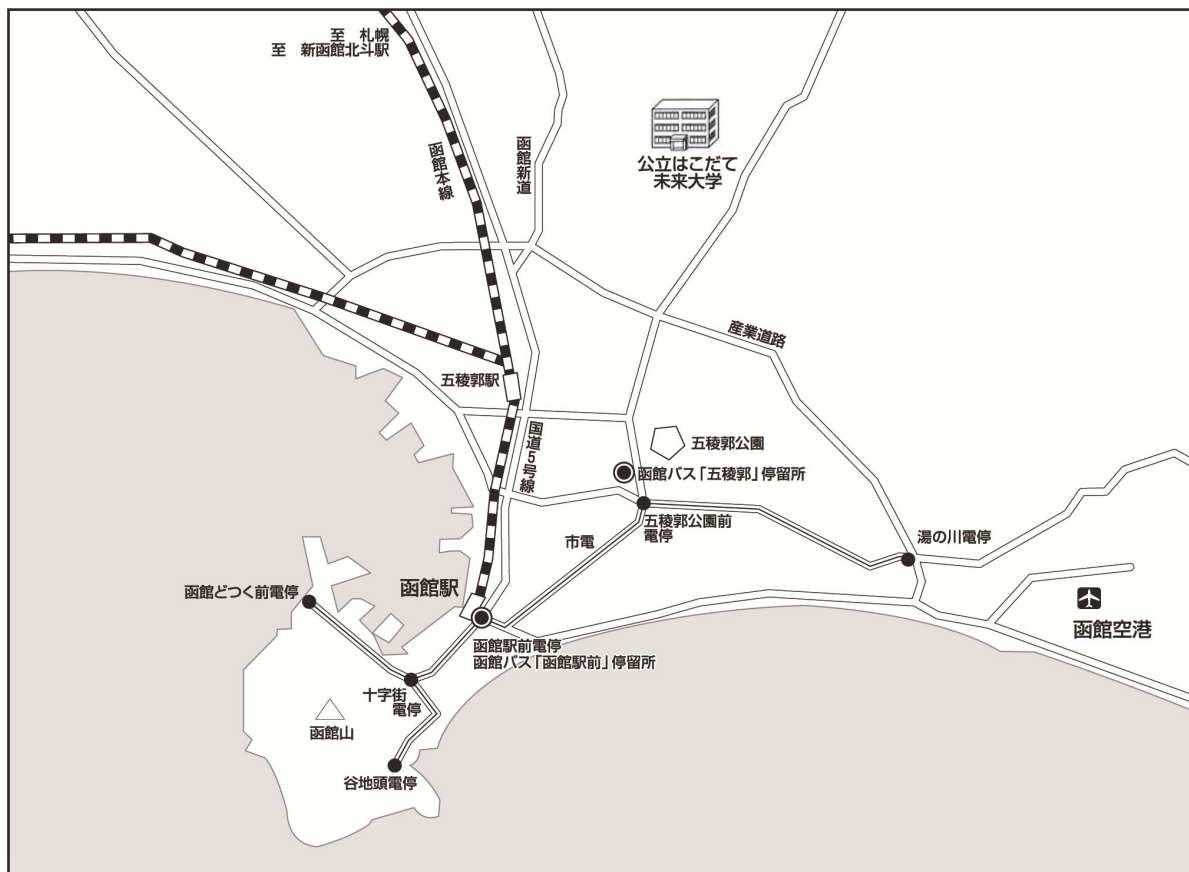 至 札幌
至 新函館北斗駅
函館本線
函館新道
公立はこだて
未来大学
産業道路
五稜郭駅
国道5号線
五稜郭公園
函館バス「五稜郭」停留所
五稜郭公園前
電停
市電
湯の川電停
函館どつく前電停
函館駅
函館空港
函館駅前電停
函館バス「函館駅前」停留所
十字街
電停
函館山
谷地頭電停